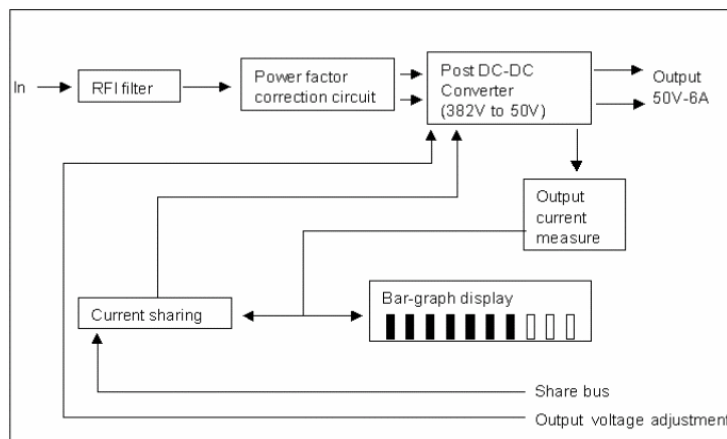 In
RFI filter
Power factor
correction circuit
Post DC-DC
Converter
(382V to 50V)
Output
50V-6A
Output
current
measure
Current sharing
Bar-graph display
Share bus
Output voltage adjustment